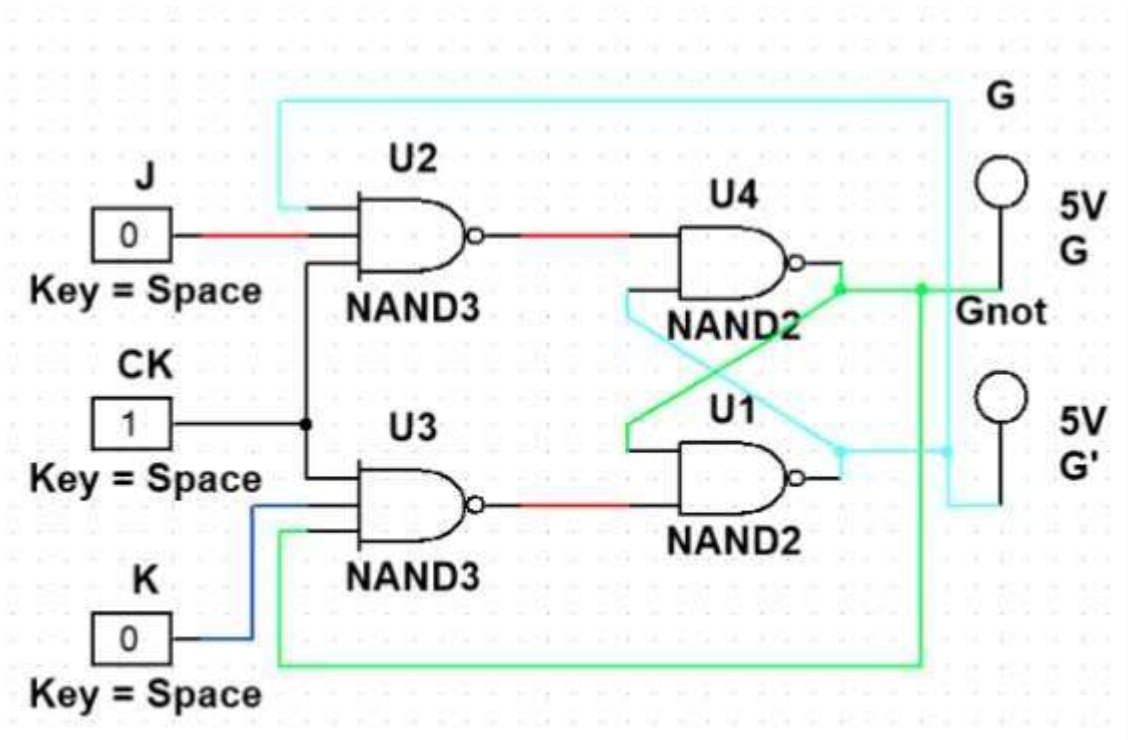 G
J
U2
U4
0
5V
G
Key = Space
NAND3
NAND2
Gnot
CK
U3
U1
1
5V
G'
Key = Space
NAND2
K
NAND3
0
Key = Space